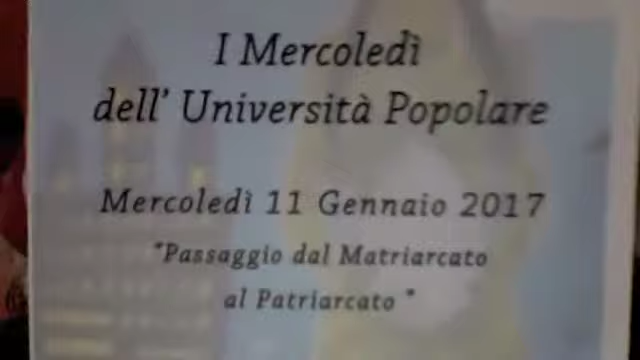 I Mercoledì
dell' Università Popolare
Mercoledì 11 Gennaio 2017
"Passaggio dal Matriarcato
al Patriarcato "